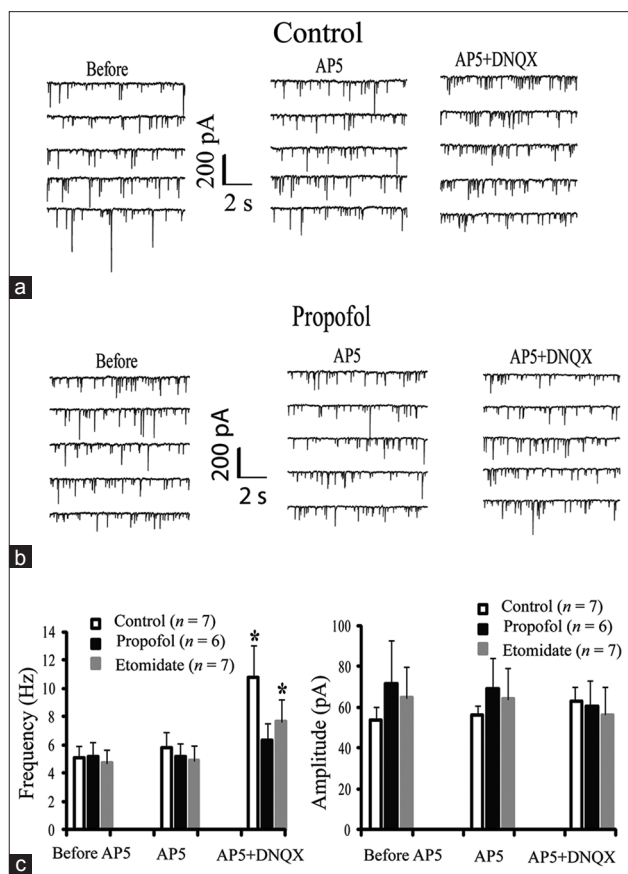 Control
Before
AP5
AP5+DNQX
200 pA
2 s
a
Propofol
Before
AP5
AP5+DNQX
200 pA
2 s
b
Control (n = 7)
Propofol (n = 6)
Etomidate (n = 7)
Frequency (Hz)
14
12
10
8
6
4
2
0
*
*
Before AP5
AP5
AP5+DNQX
Control (n = 7)
Propofol (n = 6)
Etomidate (n = 7)
Amplitude (pA)
100
80
60
40
20
0
Before AP5
AP5
AP5+DNQX
c